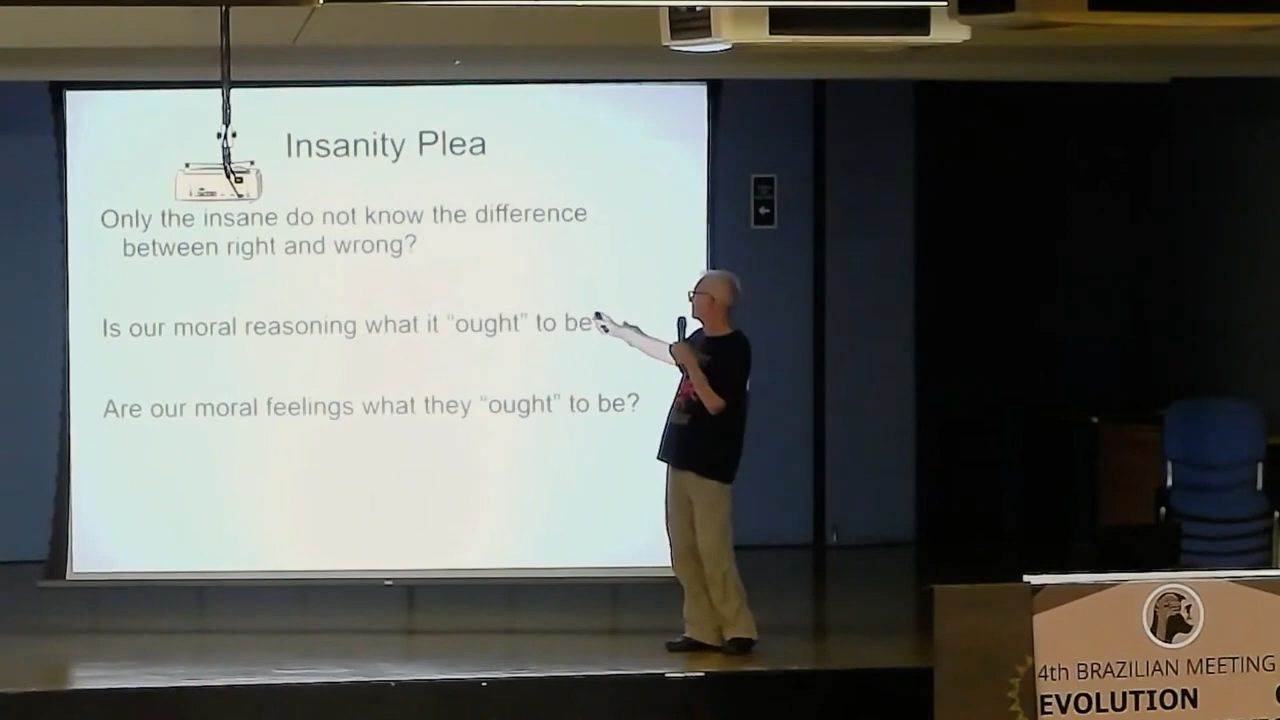 Insanity Plea
Only the insane do not know the difference
between right and wrong?
Is our moral reasoning what it “ought” to be
Are our moral feelings what they “ought” to be?
4th BRAZILIAN MEETING
EVOLUTION